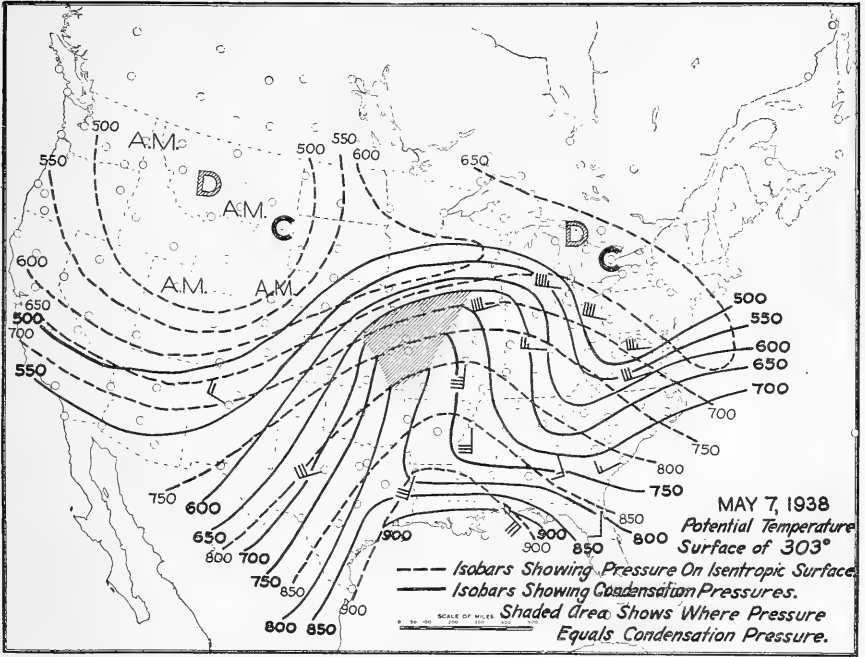 500
A.M.
550
500
550
600
650
D
A.M.
C
D
C
600
A.M.
A.M.
650
500
700
550
500
550
600
650
700
700
750
750
600
800
750
650
800
700
750
850
800
850
900
900
900
850
850
800
MAY 7, 1938
Potential Temperature
Surface of 303°
Isobars Showing Pressure On Isentropic Surface.
Isobars Showing Condensation Pressures.
SCALE OF MILES
Shaded Area Shows Where Pressure
Equals Condensation Pressure.